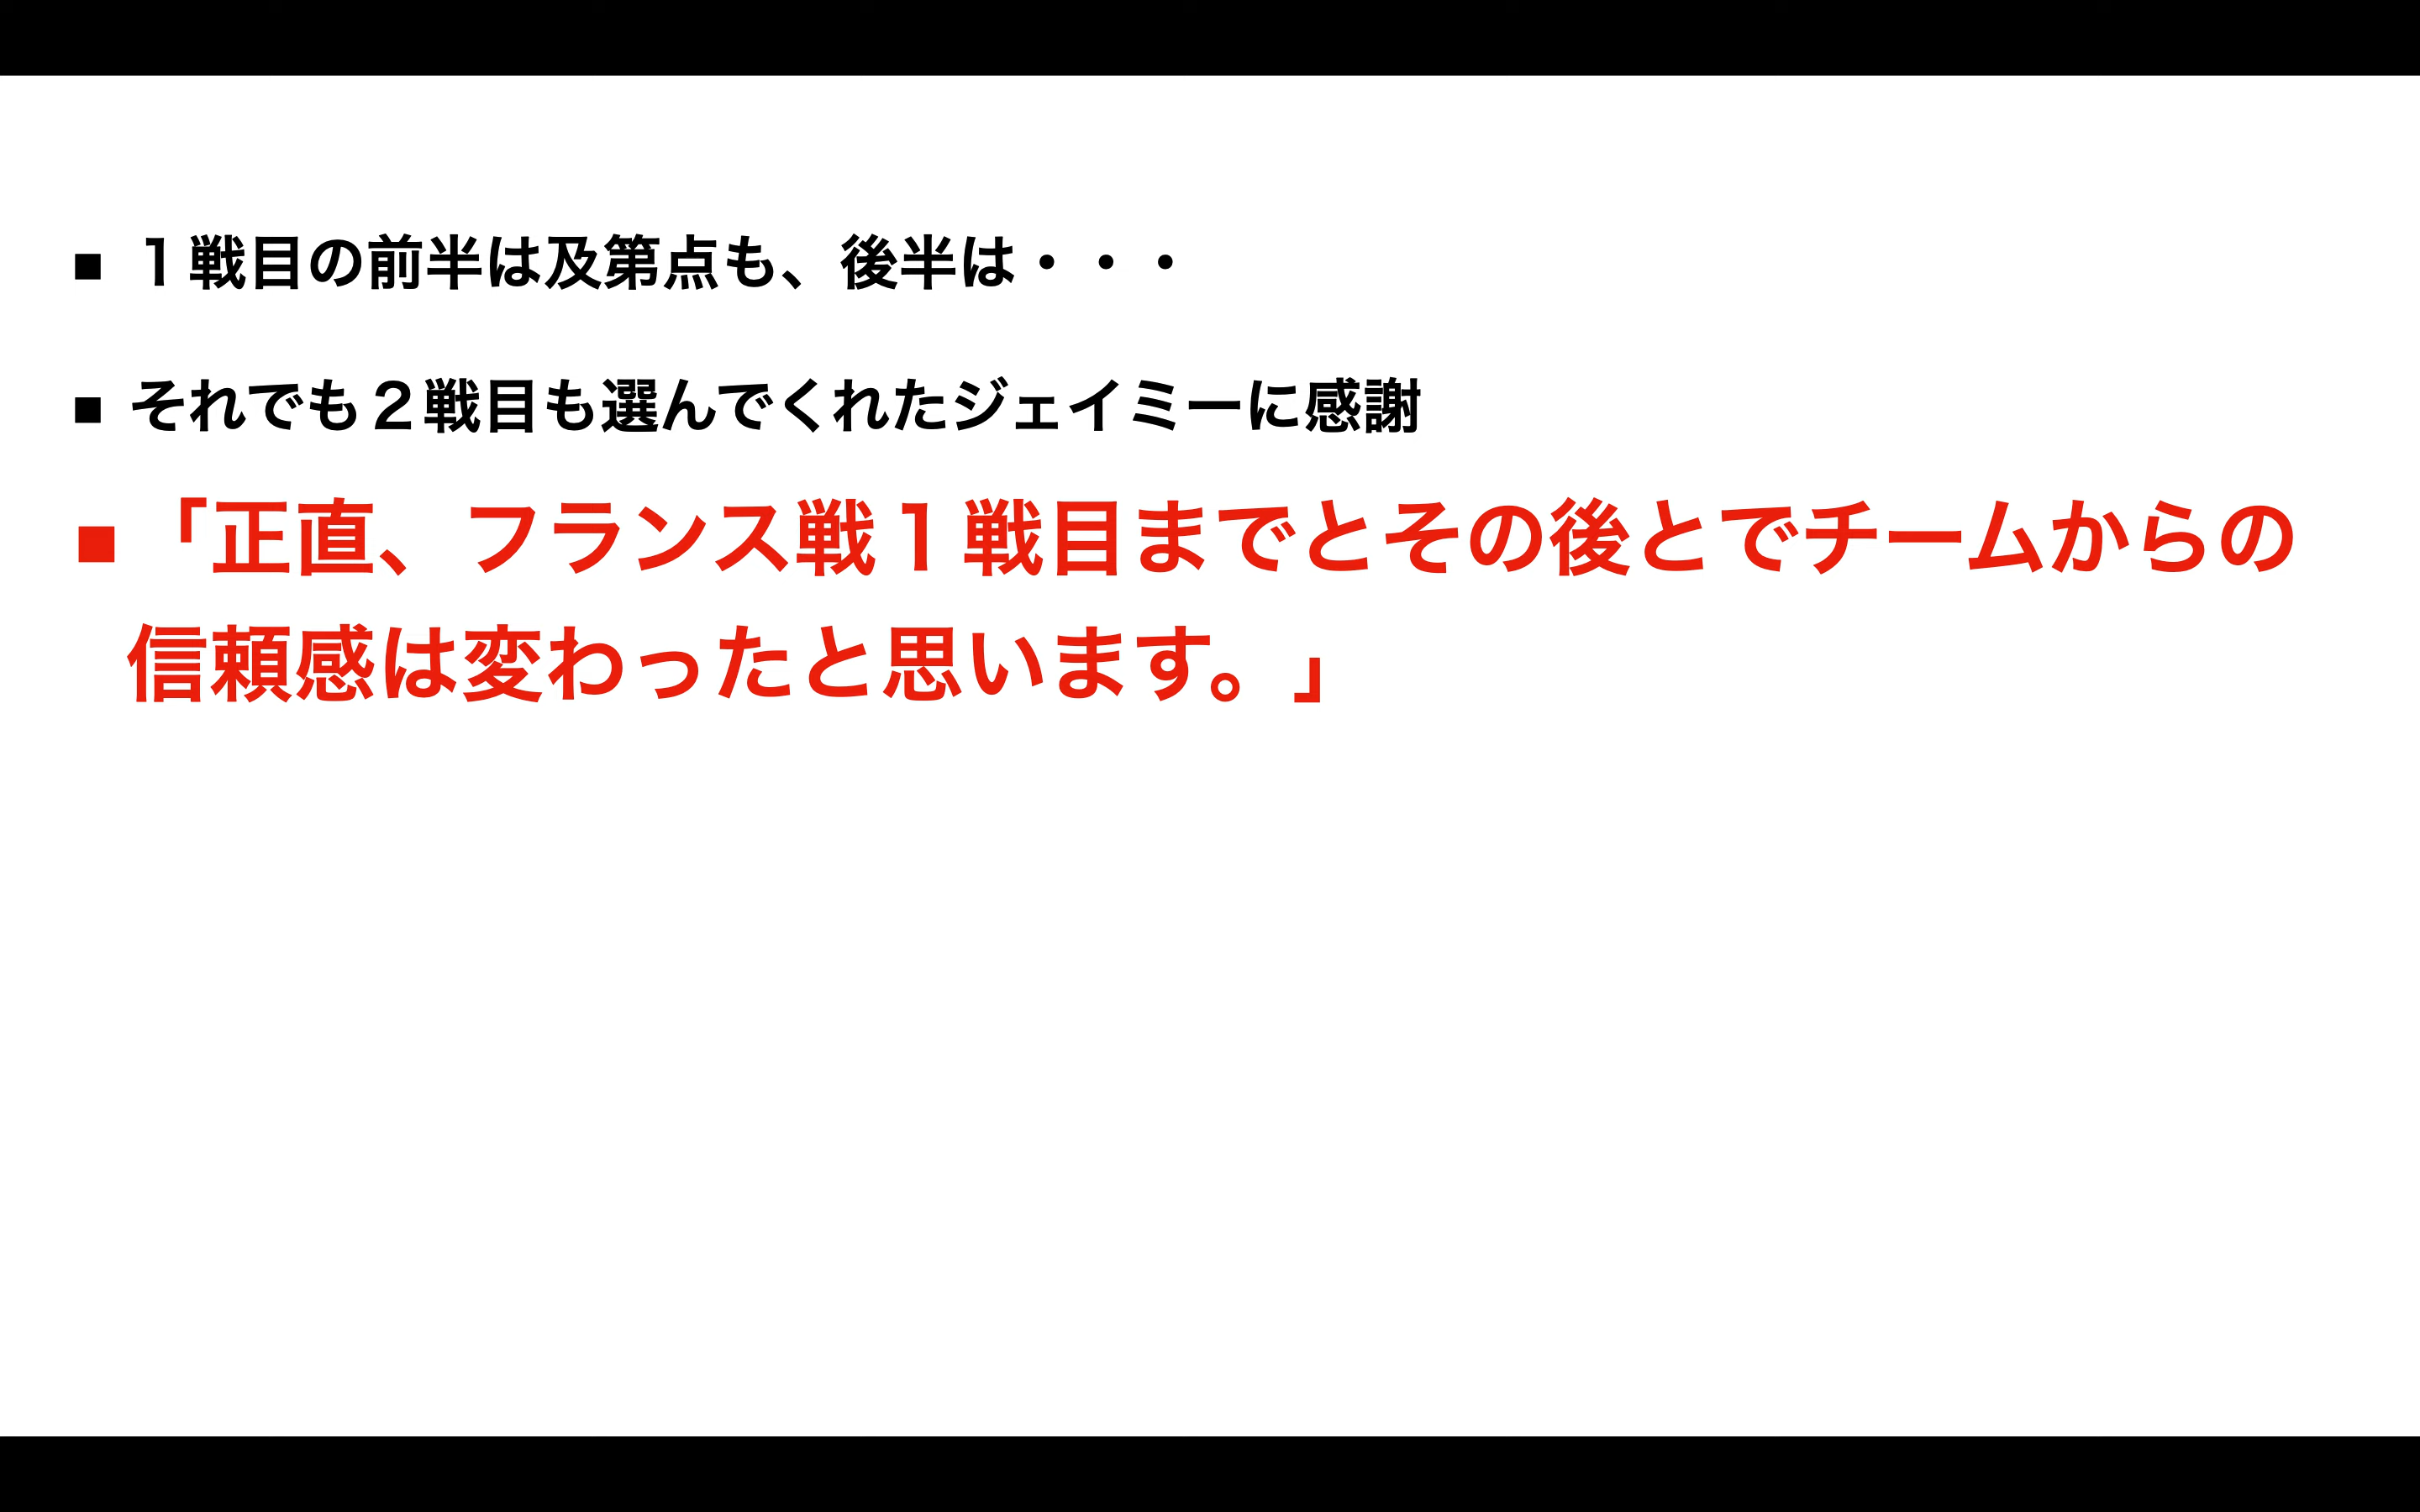 ■ １戦目の前半は及第点も、後半は・・・
■ それでも２戦目も選んでくれたジェイミーに感謝
■ 「正直、フランス戦１戦目までとその後とでチームからの
信頼感は変わったと思います。」